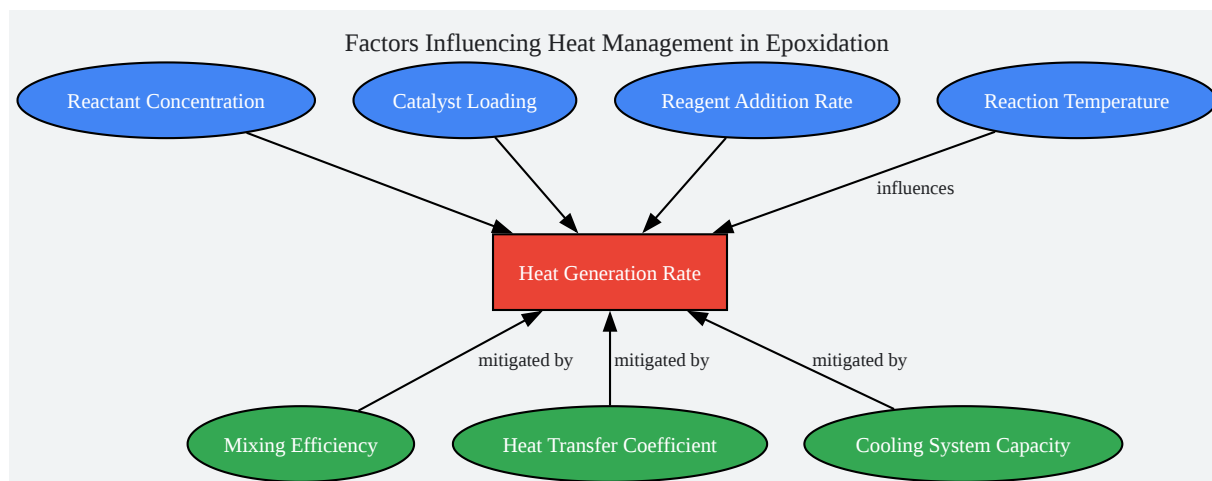 Factors Influencing Heat Management in Epoxidation
Reactant Concentration
Catalyst Loading
Reagent Addition Rate
Reaction Temperature
influences
Heat Generation Rate
mitigated by
mitigated by
mitigated by
Mixing Efficiency
Heat Transfer Coefficient
Cooling System Capacity